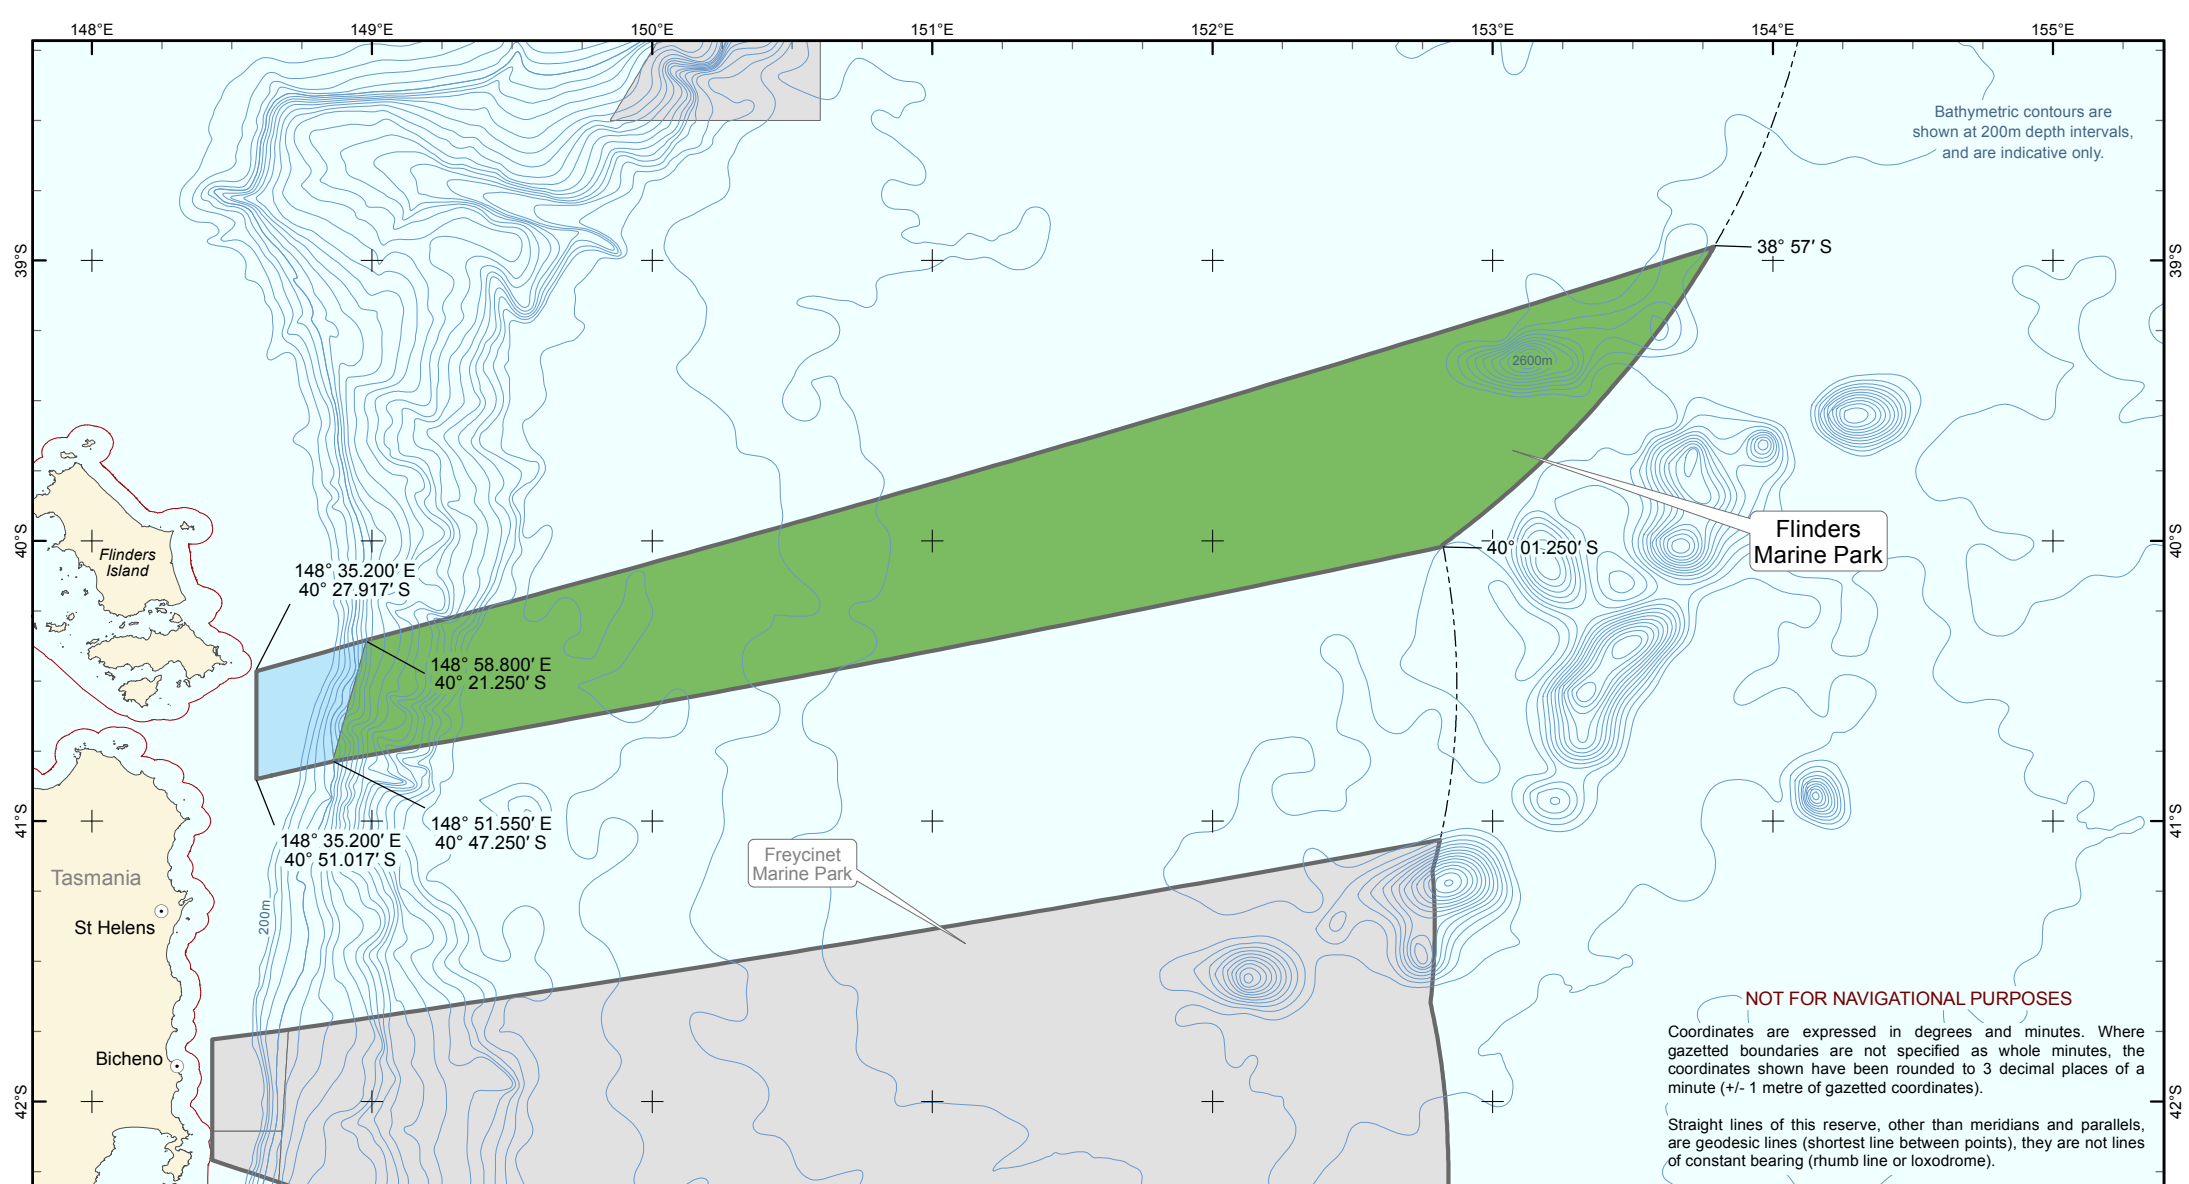 148°E
149°E
150°E
151°E
152°E
153°E
154°E
155°E
Bathymetric contours are
shown at 200m depth intervals,
and are indicative only.
39°S
38° 57′ S
39°S
2600m
Flinders
Marine Park
40°S
40° 01.250′ S
40°S
Flinders
Island
148° 35.200′ E
40° 27.917′ S
148° 58.800′ E
40° 21.250′ S
41°S
148° 51.550′ E
40° 47.250′ S
41°S
148° 35.200′ E
40° 51.017′ S
Freycinet
Marine Park
Tasmania
200m
St Helens
Bicheno
42°S
42°S
NOT FOR NAVIGATIONAL PURPOSES
Coordinates are expressed in degrees and minutes. Where
gazetted boundaries are not specified as whole minutes, the
coordinates shown have been rounded to 3 decimal places of a
minute (+/- 1 metre of gazetted coordinates).
Straight lines of this reserve, other than meridians and parallels,
are geodesic lines (shortest line between points), they are not lines
of constant bearing (rhumb line or loxodrome).